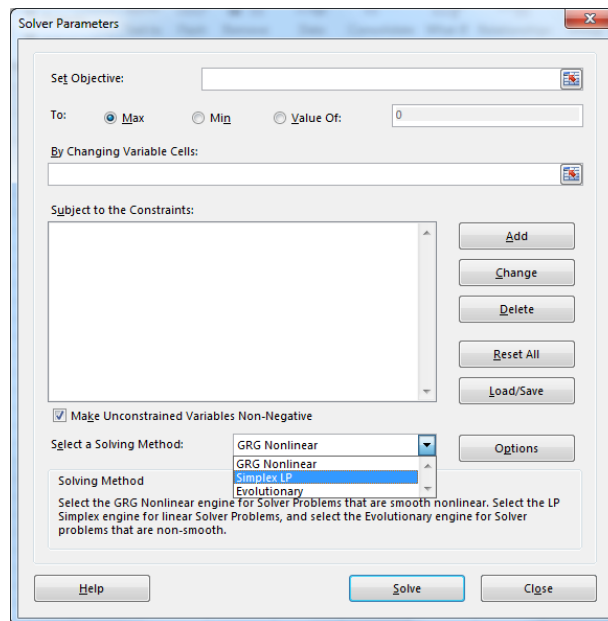 Solver Parameters
Set Objective:
To:
Max
Min
Value Of:
0
By Changing Variable Cells:
Subject to the Constraints:
Add
Change
Delete
Reset All
Load/Save
Make Unconstrained Variables Non-Negative
Select a Solving Method:
GRG Nonlinear
Options
GRG Nonlinear
Simplex LP
Evolutionary
Solving Method
Select the GRG Nonlinear engine for Solver Problems that are smooth nonlinear. Select the LP
Simplex engine for linear Solver Problems, and select the Evolutionary engine for Solver
problems that are non-smooth.
Help
Solve
Close